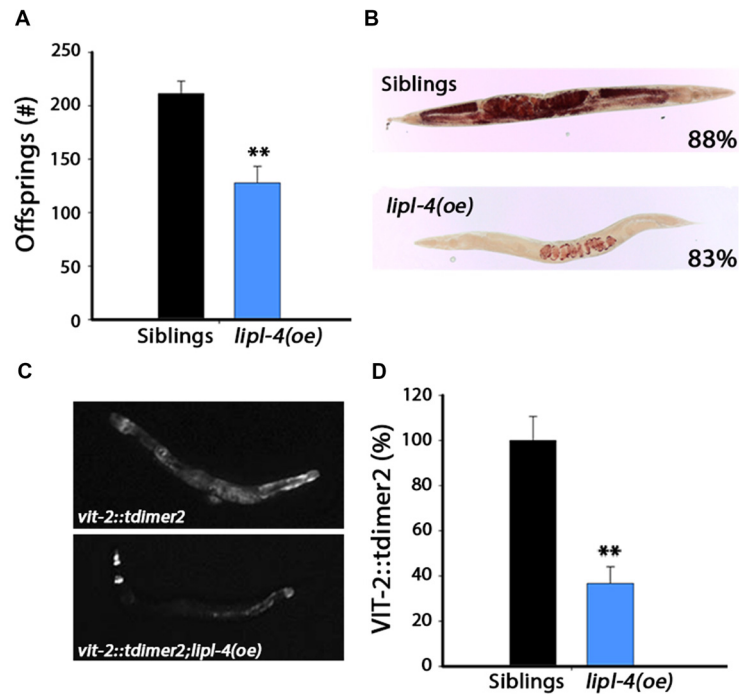 A
Offsprings (#)
250
200
150
100
50
0
**
Siblings lipl-4(oe)
B
Siblings
88%
lipl-4(oe)
83%
C
vit-2::tdimer2
vit-2::tdimer2;lipl-4(oe)
D
VIT-2::tdimer2 (%)
120
100
80
60
40
20
0
**
Siblings lipl-4(oe)